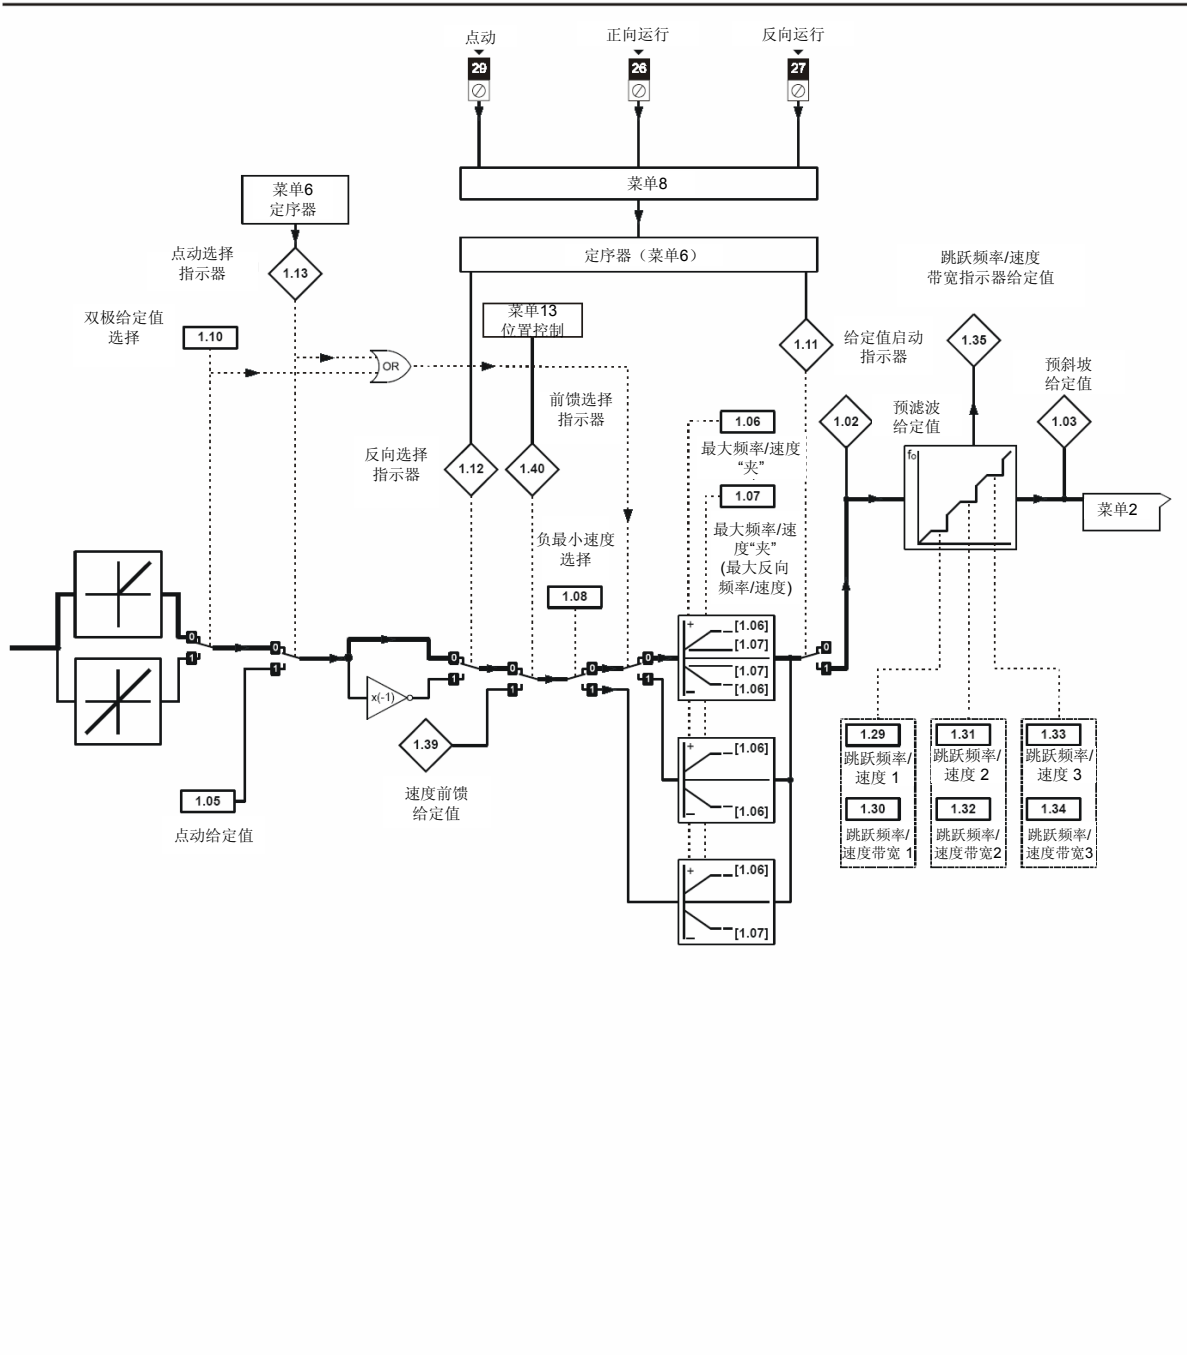 点动
正向运行
反向运行
29
26
27
菜单8
菜单6
定序器
定序器（菜单6）
点动选择
指示器
1.13
双极给定值
选择
1.10
OR
菜单13
位置控制
1.11
给定值启动
指示器
跳跃频率/速度
带宽指示器给定值
1.35
预斜坡
给定值
1.03
1.02
预滤波
给定值
f₀
菜单2
前馈选择
指示器
反向选择
指示器
1.12
1.40
1.06
最大频率/速度
“夹”
1.07
最大频率/速
度“夹”
(最大反向
频率/速度)
负最小速度
选择
1.08
0
1
0
1
0
1
0
1
0
1
0
1
0
1
x(-1)
1.39
速度前馈
给定值
1.05
点动给定值
+
[1.06]
[1.07]
[1.07]
[1.06]
–
+
[1.06]
[1.06]
–
+
[1.06]
[1.07]
–
1.29
跳跃频率/
速度 1
1.30
跳跃频率/
速度带宽 1
1.31
跳跃频率/
速度 2
1.32
跳跃频率/
速度带宽2
1.33
跳跃频率/
速度 3
1.34
跳跃频率/
速度带宽3